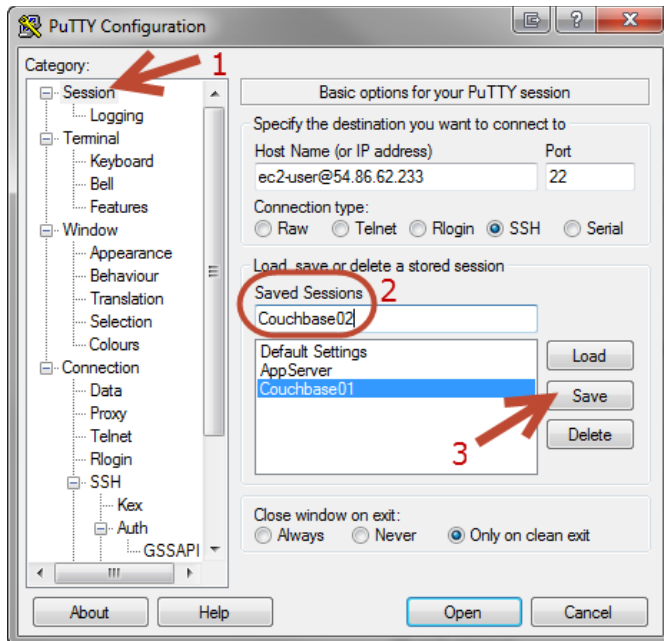 PuTTY Configuration
?
X
Category:
1
Session
Logging
Terminal
Keyboard
Bell
Features
Window
Appearance
Behaviour
Translation
Selection
Colours
Connection
Data
Proxy
Telnet
Rlogin
SSH
Kex
Auth
GSSAPI
Basic options for your PuTTY session
Specify the destination you want to connect to
Host Name (or IP address) Port
ec2-user@54.86.62.233 22
Connection type:
Raw Telnet Rlogin SSH Serial
Load, save or delete a stored session
Saved Sessions 2
Couchbase02
Default Settings
AppServer
Couchbase01
Load
Save
Delete
3
Close window on exit:
Always Never Only on clean exit
About Help Open Cancel